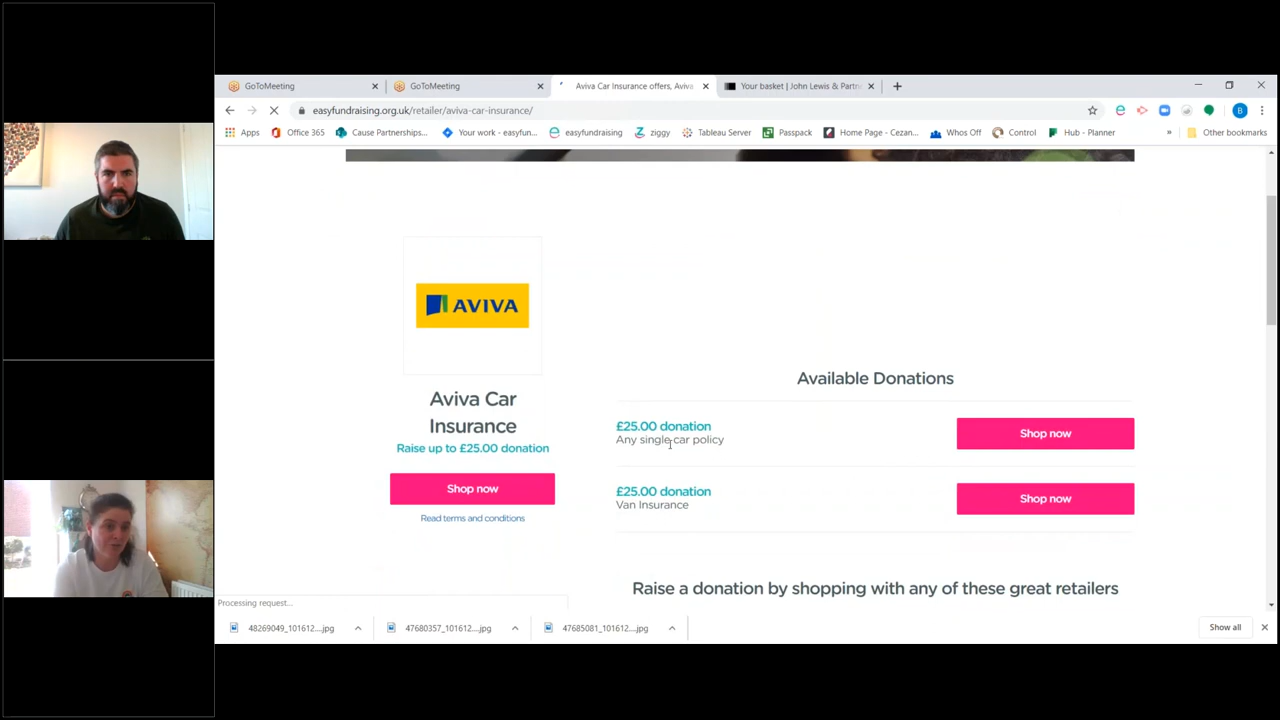 GoToMeeting
GoToMeeting
Aviva Car Insurance offers, Aviva
Your basket | John Lewis & Partn
easyfundraising.org.uk/retailer/aviva-car-insurance/
B
Apps
Office 365
Cause Partnerships...
Your work - easyfun...
easyfundraising
ziggy
Tableau Server
Passpack
Home Page - Cezan...
Whos Off
Control
Hub - Planner
»
Other bookmarks
AVIVA
Aviva Car
Insurance
Raise up to £25.00 donation
Shop now
Read terms and conditions
Available Donations
£25.00 donation
Any single car policy
Shop now
£25.00 donation
Van Insurance
Shop now
Raise a donation by shopping with any of these great retailers
Processing request...
48269049_101612....jpg
47680357_101612....jpg
47685081_101612....jpg
Show all